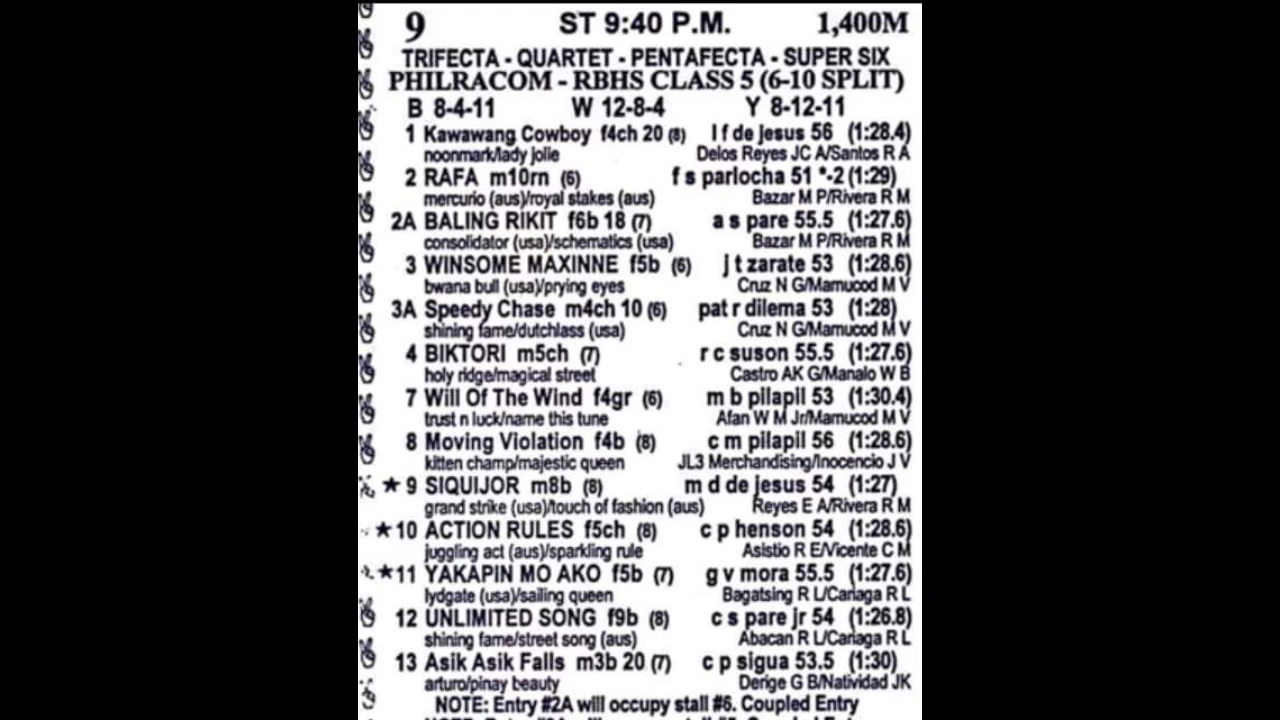 9 ST 9:40 P.M. 1,400M
TRIFECTA - QUARTET - PENTAFECTA - SUPER SIX
PHILRACOM - RBHS CLASS 5 (6-10 SPLIT)
B 8-4-11 W 12-8-4 Y 8-12-11
1 Kawawang Cowboy f4ch 20 (8) l f de jesus 56 (1:28.4)
noonmark/lady jolie Delos Reyes JC A/Santos R A
2 RAFA m10rn (6) f s parlocha 51 *-2 (1:29)
mercurio (aus)/royal stakes (aus) Bazar M P/Rivera R M
2A BALING RIKIT f6b 18 (7) a s pare 55.5 (1:27.6)
consolidator (usa)/schematics (usa) Bazar M P/Rivera R M
3 WINSOME MAXINNE f5b (6) j t zarate 53 (1:28.6)
bwana bull (usa)/prying eyes Cruz N G/Mamucod M V
3A Speedy Chase m4ch 10 (6) pat r dilema 53 (1:28)
shining fame/dutchlass (usa) Cruz N G/Mamucod M V
4 BIKTORI m5ch (7) r c suson 55.5 (1:27.6)
holy ridge/magical street Castro AK G/Manalo W B
7 Will Of The Wind f4gr (6) m b pilapil 53 (1:30.4)
trust n luck/name this tune Afan W M Jr/Mamucod M V
8 Moving Violation f4b (8) c m pilapil 56 (1:28.6)
kitten champ/majestic queen JL3 Merchandising/Inocencio J V
★ 9 SIQUIJOR m8b (8) m d de jesus 54 (1:27)
grand strike (usa)/touch of fashion (aus) Reyes E A/Rivera R M
★ 10 ACTION RULES f5ch (8) c p henson 54 (1:28.6)
juggling act (aus)/sparkling rule Asistio R E/Vicente C M
★ 11 YAKAPIN MO AKO f5b (7) g v mora 55.5 (1:27.6)
lydgate (usa)/sailing queen Bagatsing R L/Cariaga R L
12 UNLIMITED SONG f9b (8) c s pare jr 54 (1:26.8)
shining fame/street song (aus) Abacan R L/Cariaga R L
13 Asik Asik Falls m3b 20 (7) c p sigua 53.5 (1:30)
arturo/pinay beauty Derige G B/Natividad JK
NOTE: Entry #2A will occupy stall #6. Coupled Entry